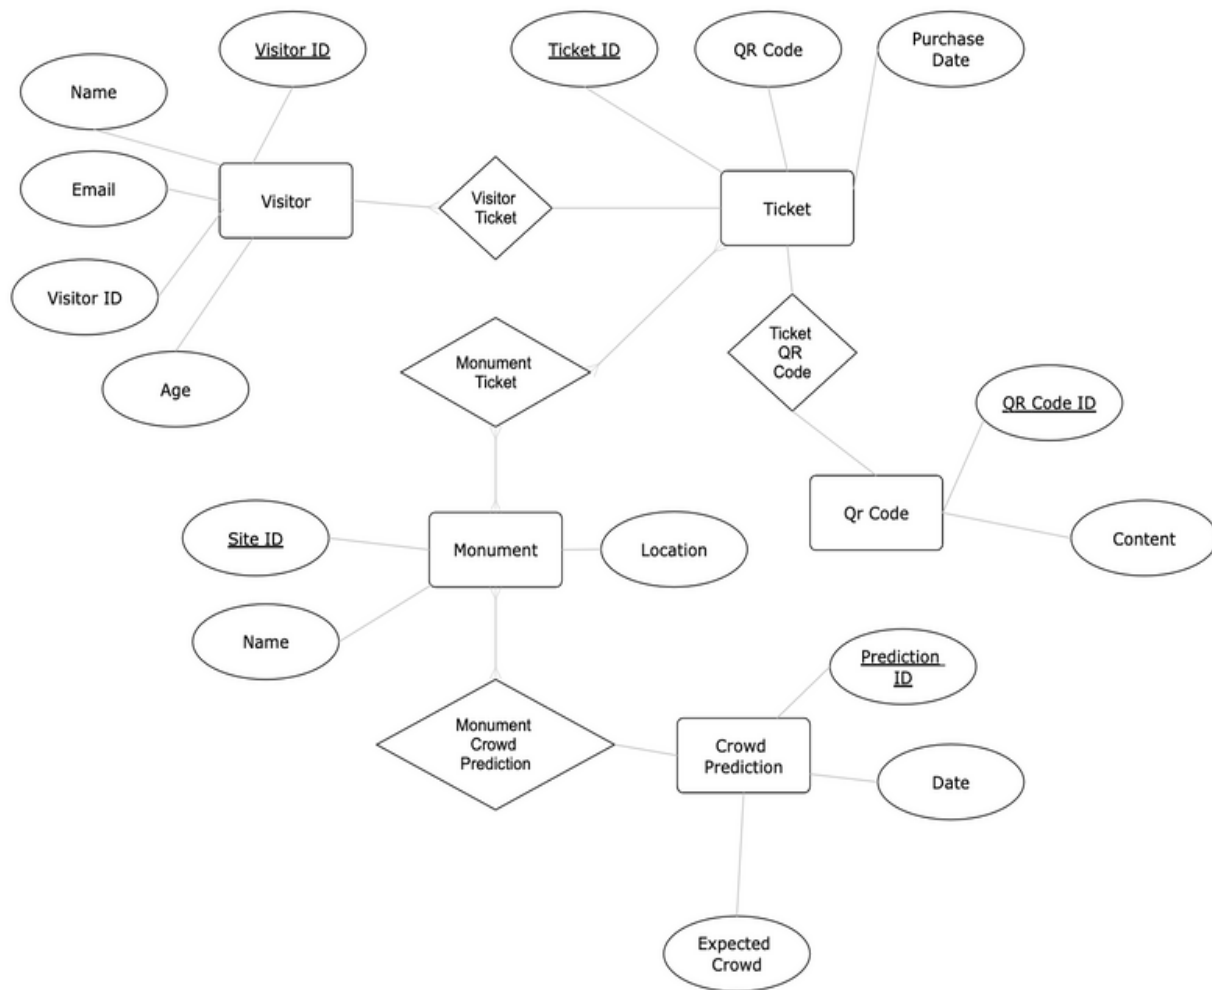 Visitor ID
Ticket ID
QR Code
Purchase
Date
Name
Email
Visitor
Visitor
Ticket
Ticket
Visitor ID
Age
Monument
Ticket
Ticket
QR
Code
QR Code ID
Qr Code
Content
Site ID
Monument
Location
Name
Prediction
ID
Monument
Crowd
Prediction
Crowd
Prediction
Date
Expected
Crowd